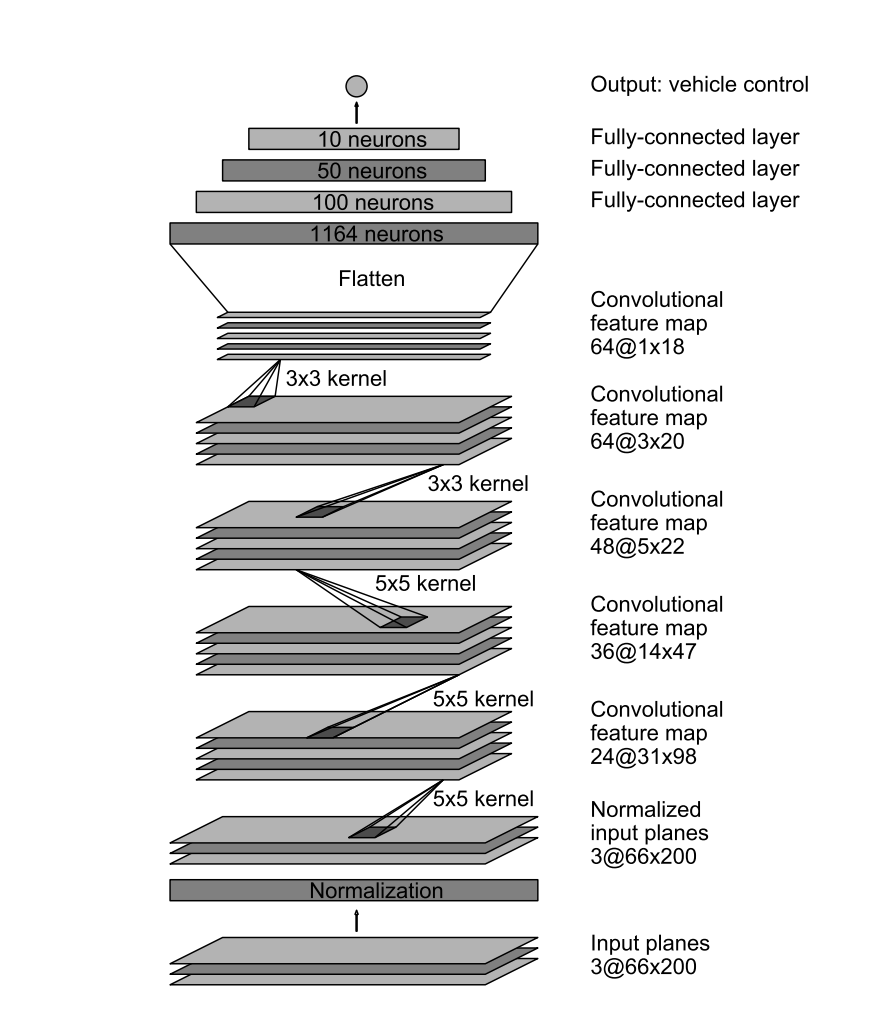 Output: vehicle control
10 neurons
Fully-connected layer
50 neurons
Fully-connected layer
100 neurons
Fully-connected layer
1164 neurons
Flatten
Convolutional
feature map
64@1x18
3x3 kernel
Convolutional
feature map
64@3x20
3x3 kernel
Convolutional
feature map
48@5x22
5x5 kernel
Convolutional
feature map
36@14x47
5x5 kernel
Convolutional
feature map
24@31x98
5x5 kernel
Normalized
input planes
3@66x200
Normalization
Input planes
3@66x200